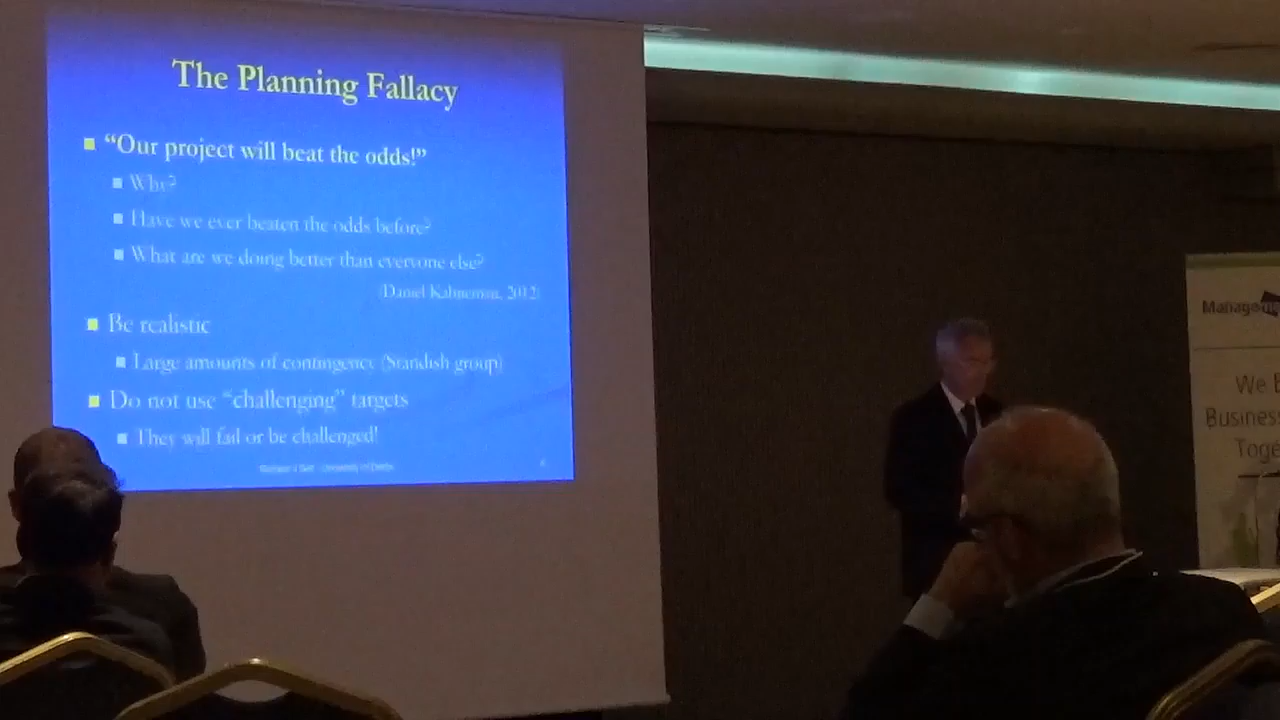 The Planning Fallacy
“Our project will beat the odds!”
Why?
Have we ever beaten the odds before?
What are we doing better than everyone else?
(Daniel Kahneman, 2012)
Be realistic
Large amounts of contingency (Standish group)
Do not use “challenging” targets
They will fail or be challenged!
University of
We
Business
Toge